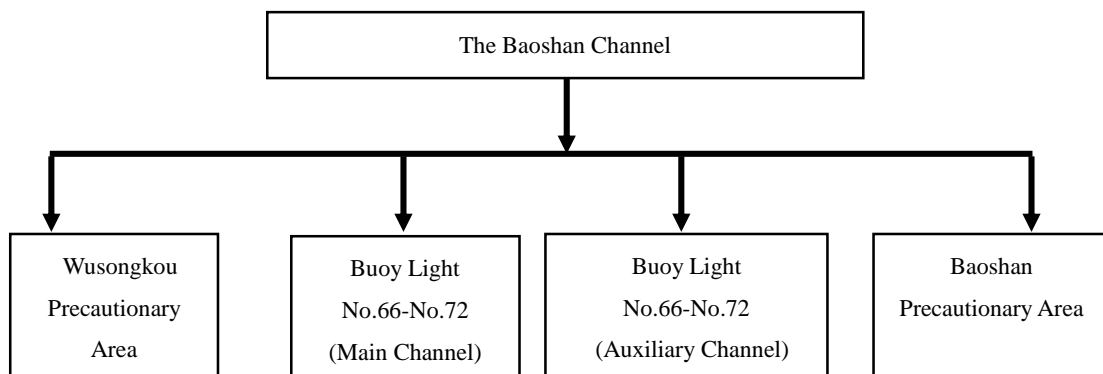 The Baoshan Channel
Wusongkou
Precautionary
Area
Buoy Light
No.66-No.72
(Main Channel)
Buoy Light
No.66-No.72
(Auxiliary Channel)
Baoshan
Precautionary Area